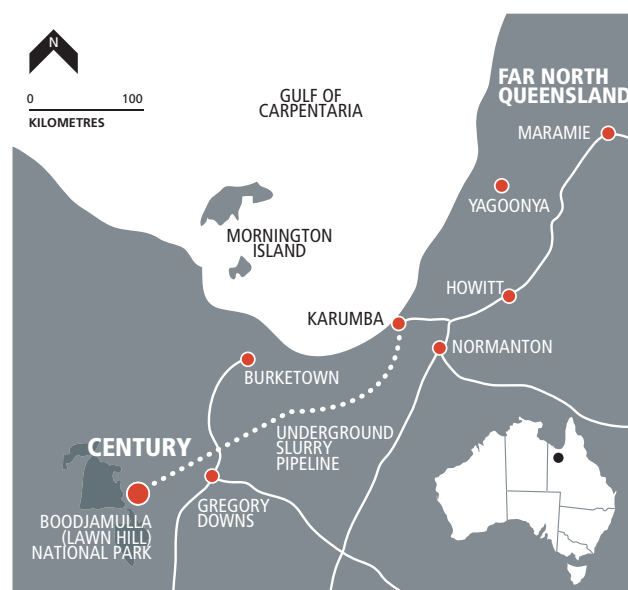 N
0 100
KILOMETRES
GULF OF
CARPENTARIA
FAR NORTH
QUEENSLAND
MARAMIE
YAGOONYA
MORNINGTON
ISLAND
HOWITT
KARUMBA
NORMANTON
BURKETOWN
UNDERGROUND
SLURRY
PIPELINE
CENTURY
GREGORY
DOWNS
BOODJAMULLA
(LAWN HILL)
NATIONAL PARK